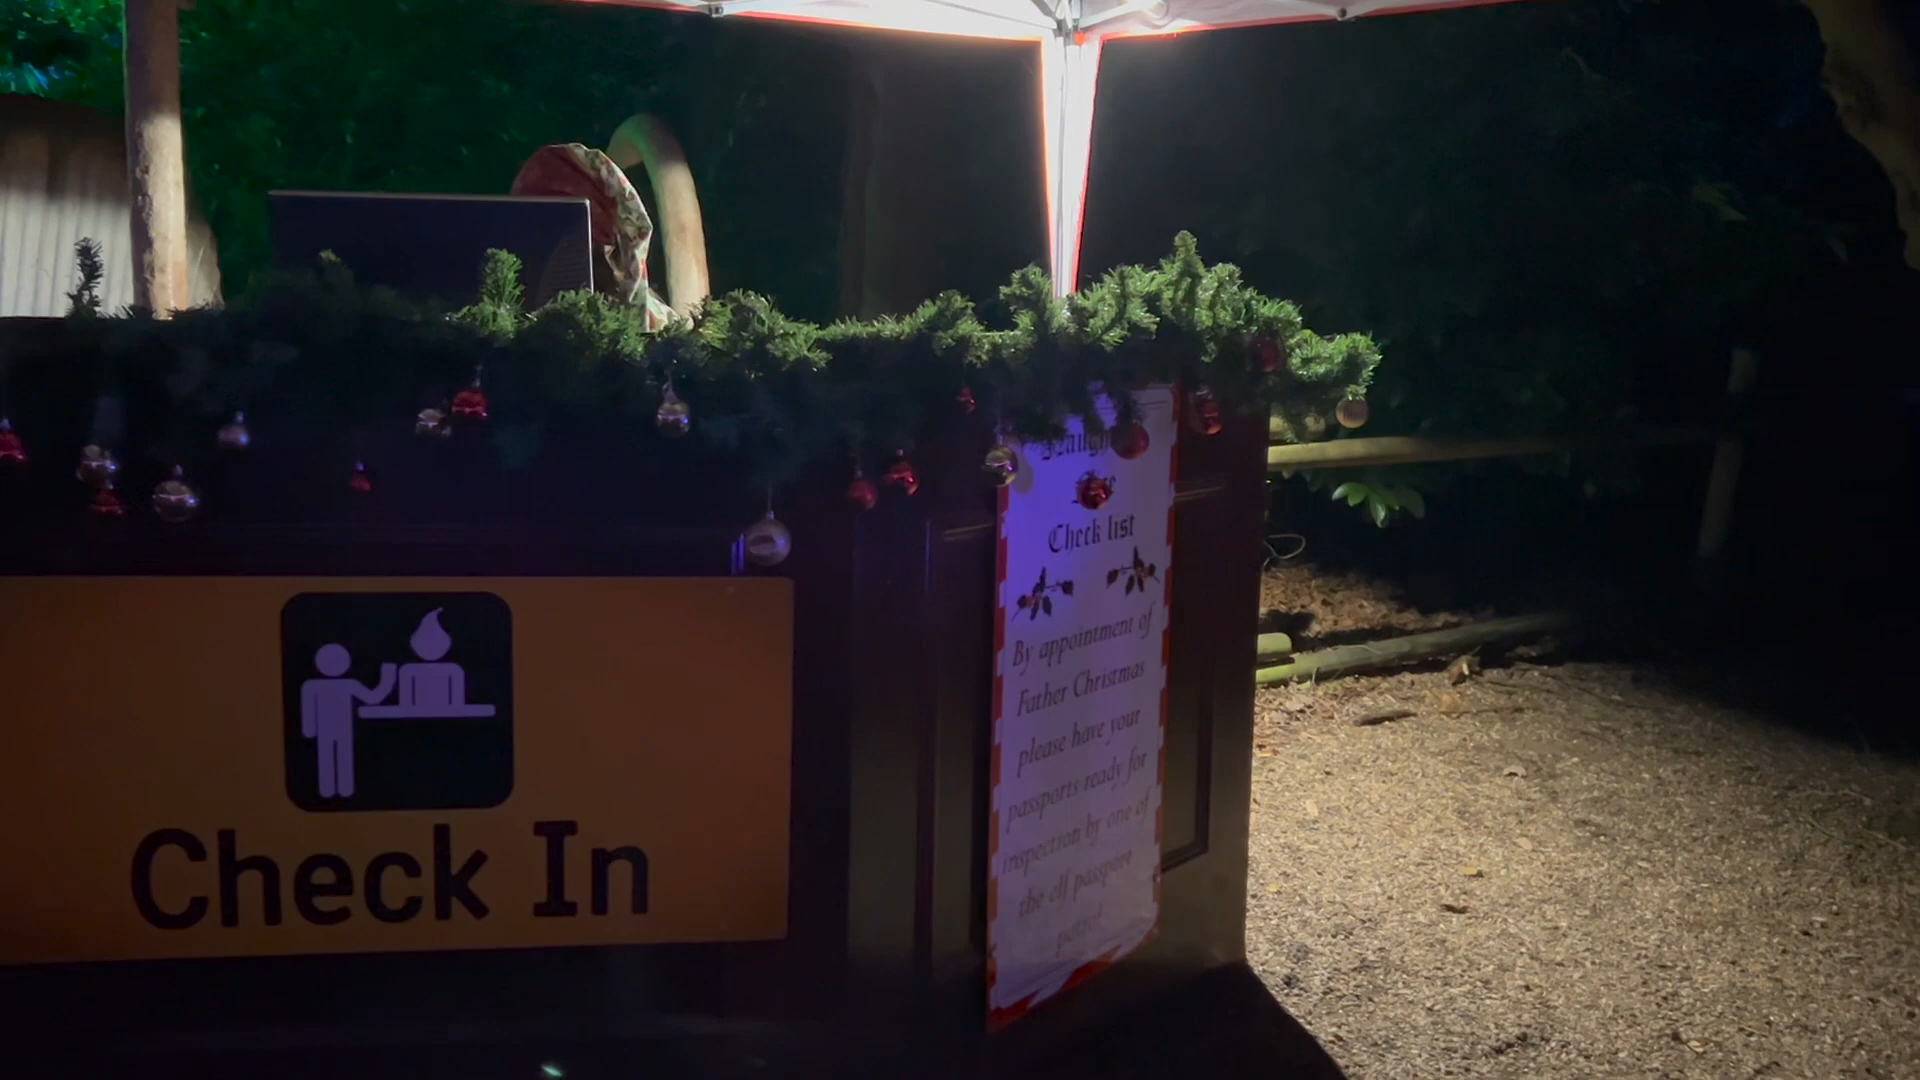 Check In
Check list
By appointment of
Father Christmas
please have your
passports ready for
inspection by one of
the elf passport
patrol